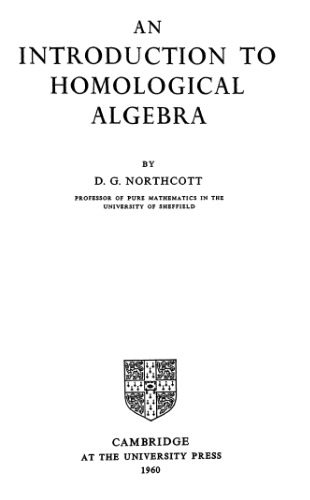 AN
INTRODUCTION TO
HOMOLOGICAL
ALGEBRA
BY
D. G. NORTHCOTT
PROFESSOR OF PURE MATHEMATICS IN THE
UNIVERSITY OF SHEFFIELD
CAMBRIDGE
AT THE UNIVERSITY PRESS
1960